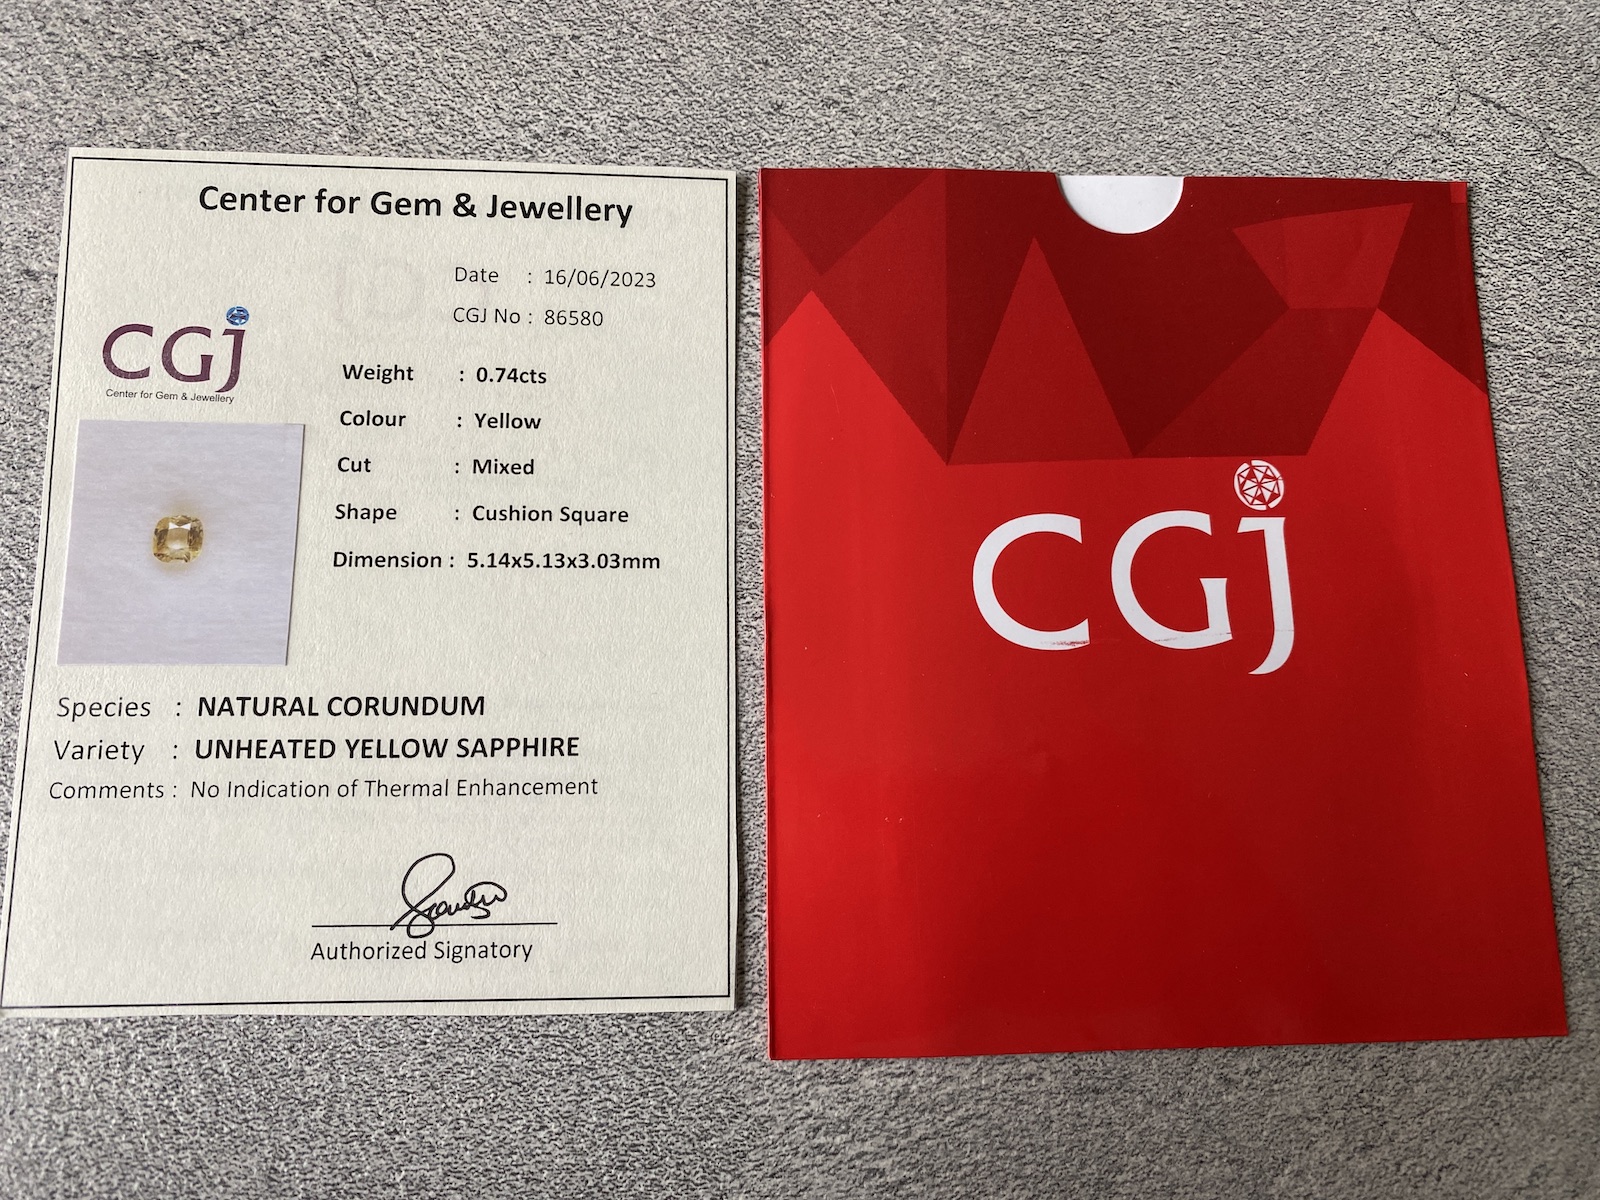 Center for Gem & Jewellery
Date : 16/06/2023
CGJ No : 86580
CGJ
Center for Gem & Jewellery
Weight : 0.74cts
Colour : Yellow
Cut : Mixed
Shape : Cushion Square
Dimension : 5.14x5.13x3.03mm
Species : NATURAL CORUNDUM
Variety : UNHEATED YELLOW SAPPHIRE
Comments : No Indication of Thermal Enhancement
Authorized Signatory
CGJ